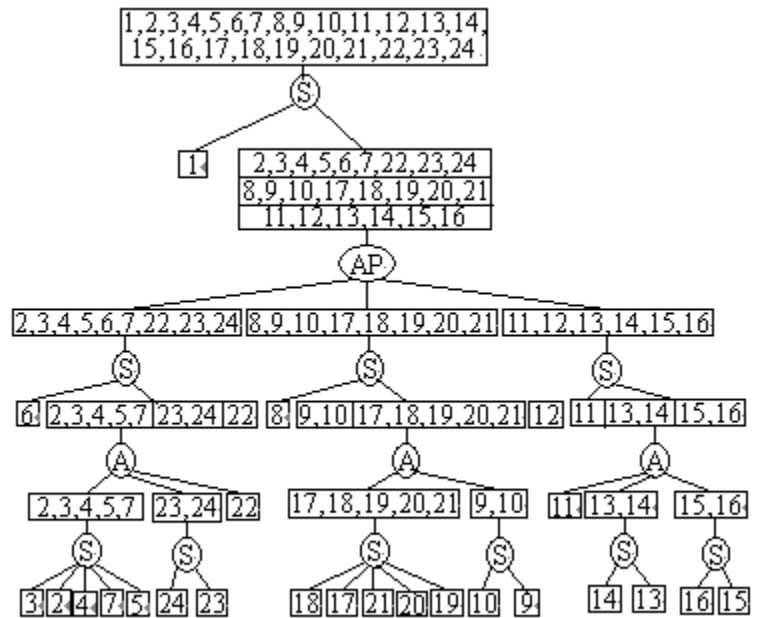 1,2,3,4,5,6,7,8,9,10,11,12,13,14,
15,16,17,18,19,20,21,22,23,24
S
1
2,3,4,5,6,7,22,23,24
8,9,10,17,18,19,20,21
11,12,13,14,15,16
AP
2,3,4,5,6,7,22,23,24 8,9,10,17,18,19,20,21 11,12,13,14,15,16
S S S
6 2,3,4,5,7 23,24 22 8 9,10 17,18,19,20,21 12 11 13,14 15,16
A A A
2,3,4,5,7 23,24 22 17,18,19,20,21 9,10 11 13,14 15,16
S S S S S S
3 2 4 7 5 24 23 18 17 21 20 19 10 9 14 13 16 15